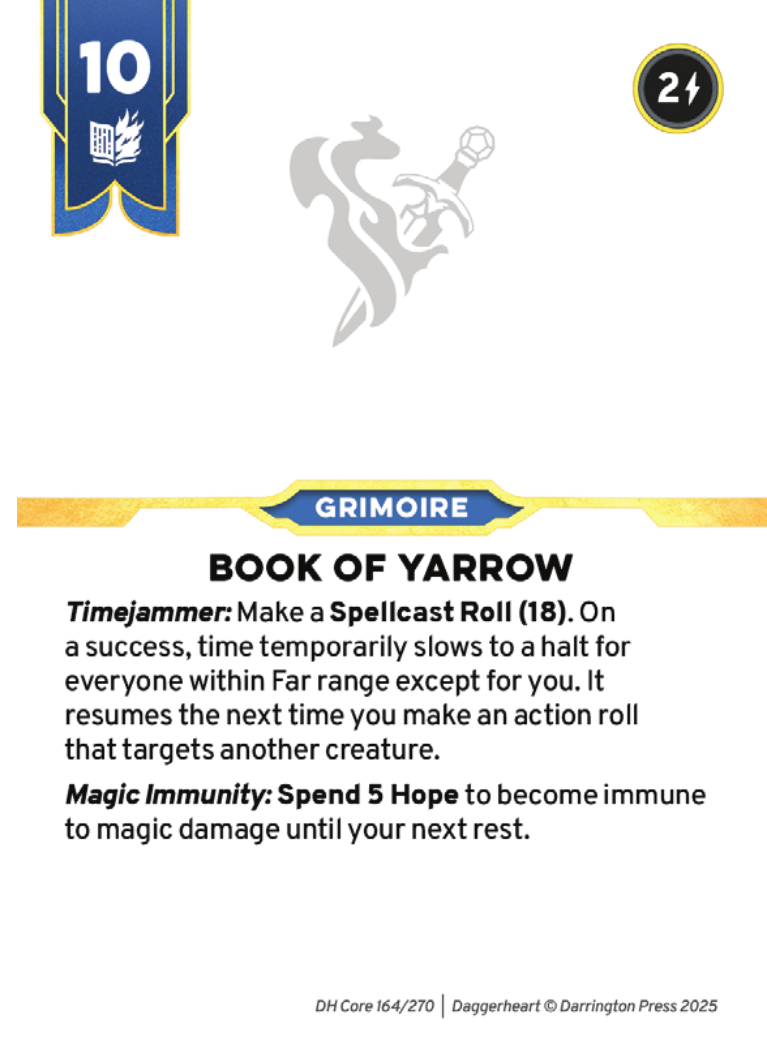 10
2
GRIMOIRE
BOOK OF YARROW
Timejammer: Make a Spellcast Roll (18). On
a success, time temporarily slows to a halt for
everyone within Far range except for you. It
resumes the next time you make an action roll
that targets another creature.
Magic Immunity: Spend 5 Hope to become immune
to magic damage until your next rest.
DH Core 164/270 | Daggerheart © Darrington Press 2025